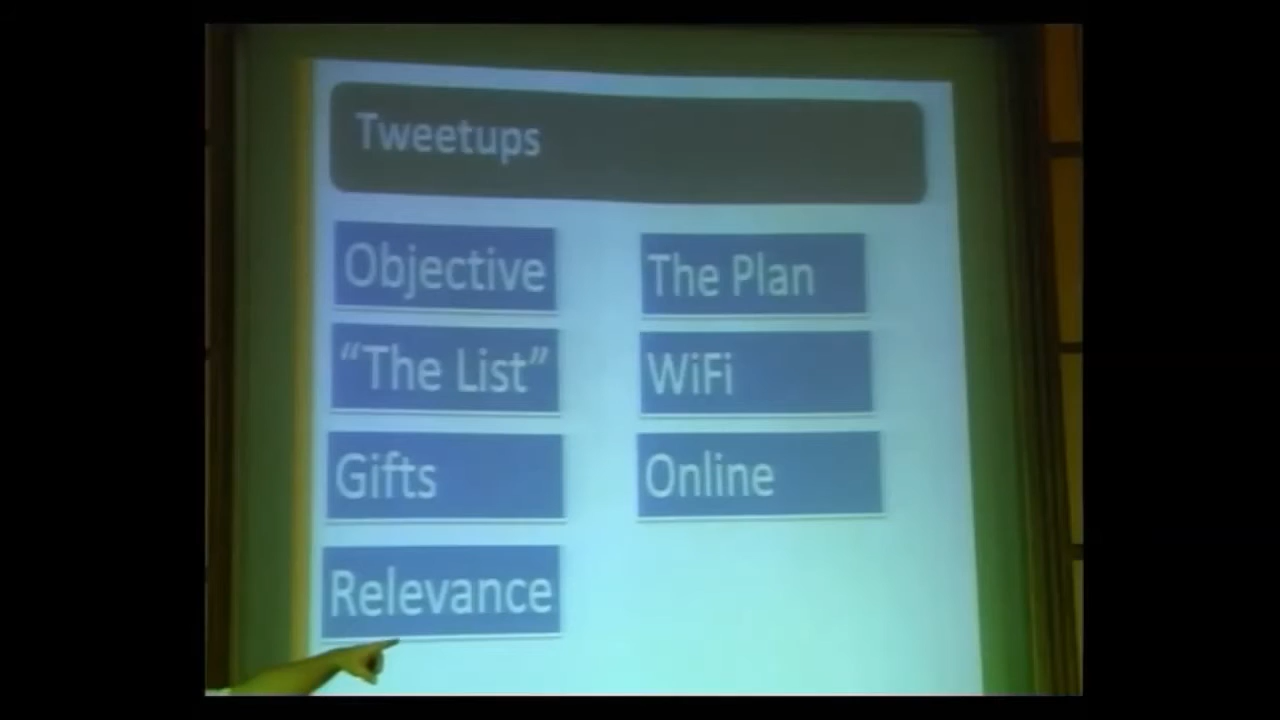 Tweetups
Objective
“The List”
Gifts
Relevance
The Plan
WiFi
Online